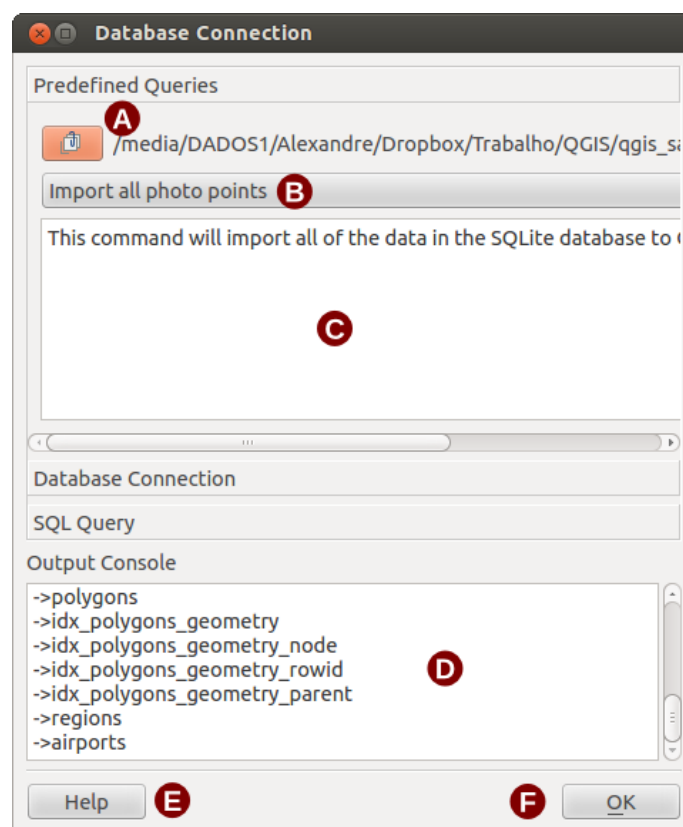 Database Connection
Predefined Queries
A
/media/DADOS1/Alexandre/Dropbox/Trabalho/QGIS/qgis_sa
Import all photo points B
This command will import all of the data in the SQLite database to
C
Database Connection
SQL Query
Output Console
->polygons
->idx_polygons_geometry
->idx_polygons_geometry_node
->idx_polygons_geometry_rowid D
->idx_polygons_geometry_parent
->regions
->airports
Help E F OK